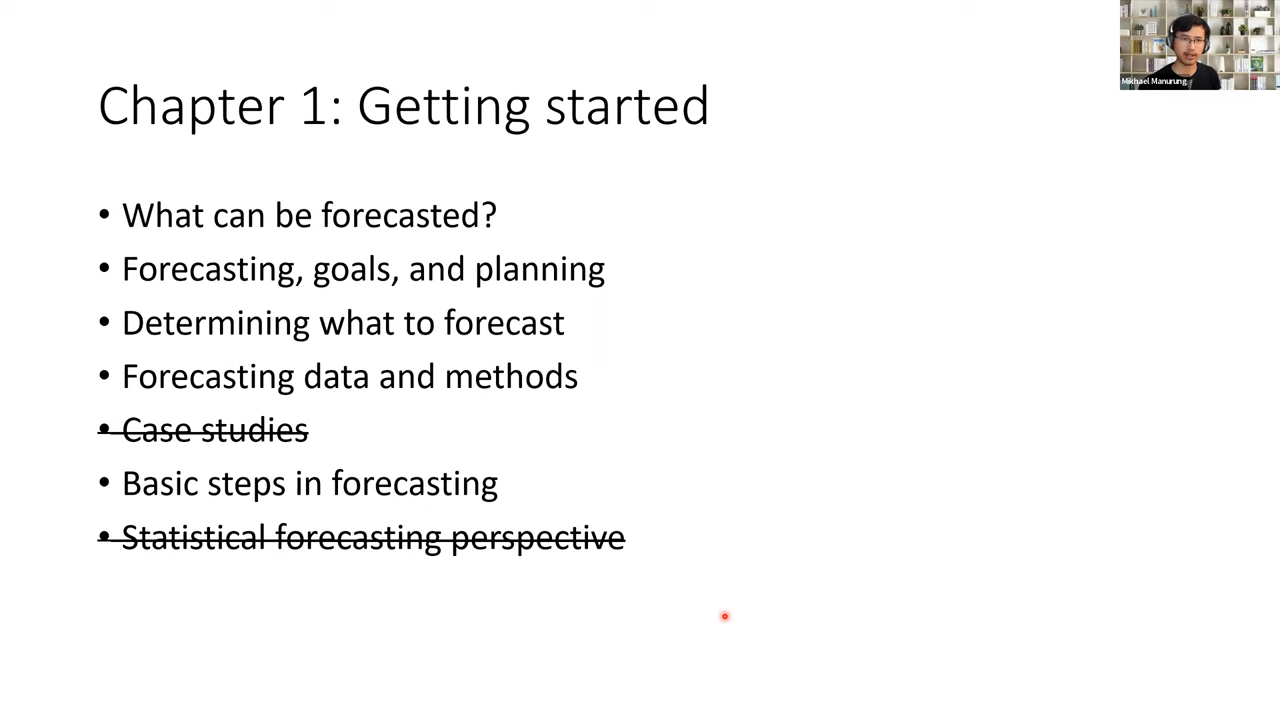 Mikhael Manurung
Chapter 1: Getting started
• What can be forecasted?
• Forecasting, goals, and planning
• Determining what to forecast
• Forecasting data and methods
• Case studies
• Basic steps in forecasting
• Statistical forecasting perspective